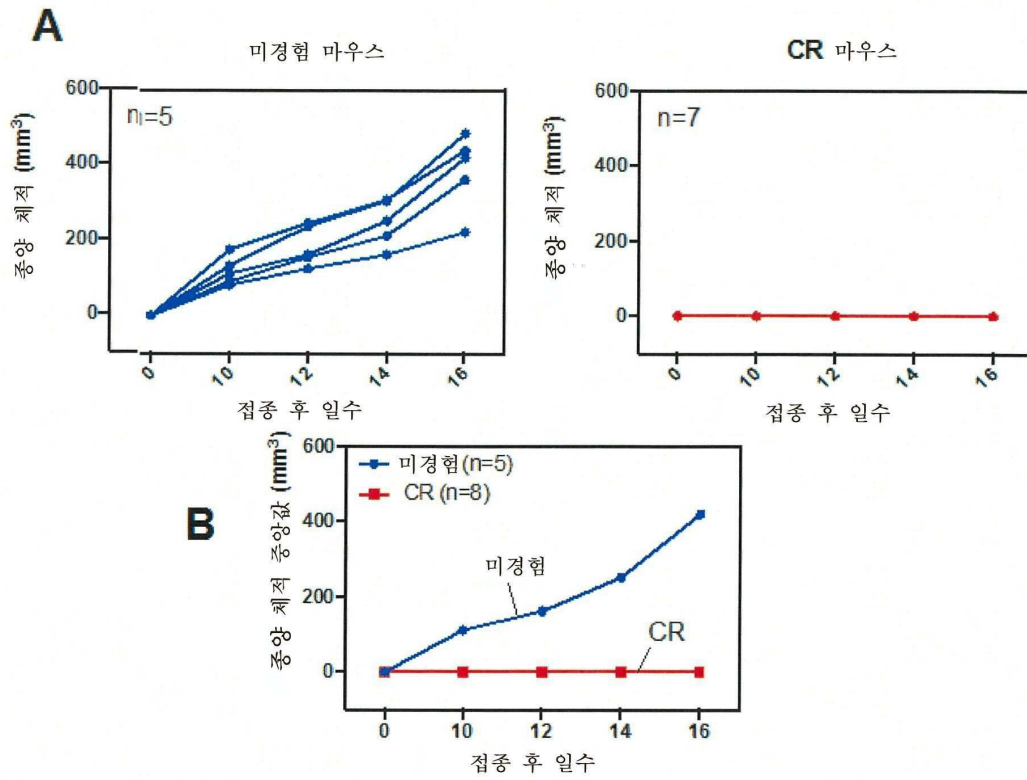 A
미경험 마우스
600
400
200
0
n=5
종양 체적 (mm³)
0 10 12 14 16
접종 후 일수
CR 마우스
600
400
200
0
n=7
종양 체적 (mm³)
0 10 12 14 16
접종 후 일수
B
600
400
200
0
미경험(n=5)
CR (n=8)
미경험
CR
종양 체적 중앙값 (mm³)
0 10 12 14 16
접종 후 일수